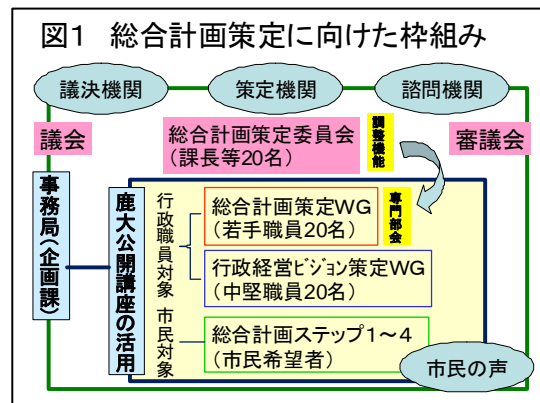 図1 総合計画策定に向けた枠組み
議決機関
策定機関
諮問機関
議会
総合計画策定委員会
(課長等20名)
調整機能
審議会
事務局(企画課)
鹿大公開講座の活用
行政職員対象
総合計画策定WG
(若手職員20名)
専門部会
行政経営ビジョン策定WG
(中堅職員20名)
市民対象
総合計画ステップ1~4
(市民希望者)
市民の声